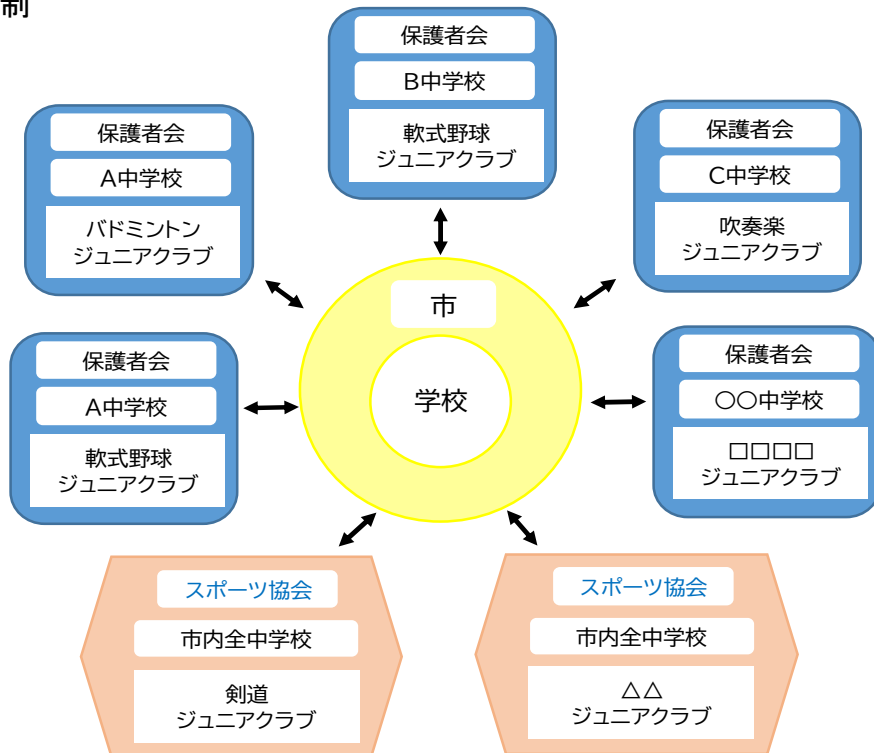 制
保護者会
B中学校
軟式野球
ジュニアクラブ
保護者会
A中学校
バドミントン
ジュニアクラブ
保護者会
C中学校
吹奏楽
ジュニアクラブ
市
学校
保護者会
A中学校
軟式野球
ジュニアクラブ
保護者会
〇〇中学校
□□□□
ジュニアクラブ
スポーツ協会
市内全中学校
剣道
ジュニアクラブ
スポーツ協会
市内全中学校
△△
ジュニアクラブ